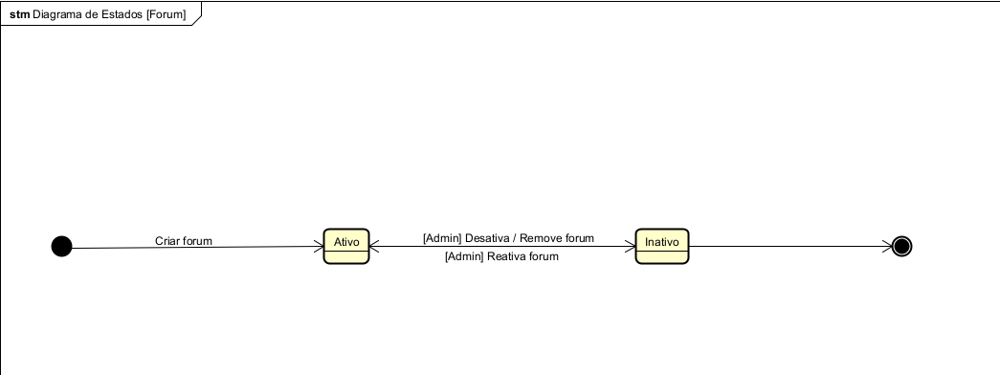 stm Diagrama de Estados [Forum]
Criar forum
Ativo
[Admin] Desativa / Remove forum
[Admin] Reativa forum
Inativo